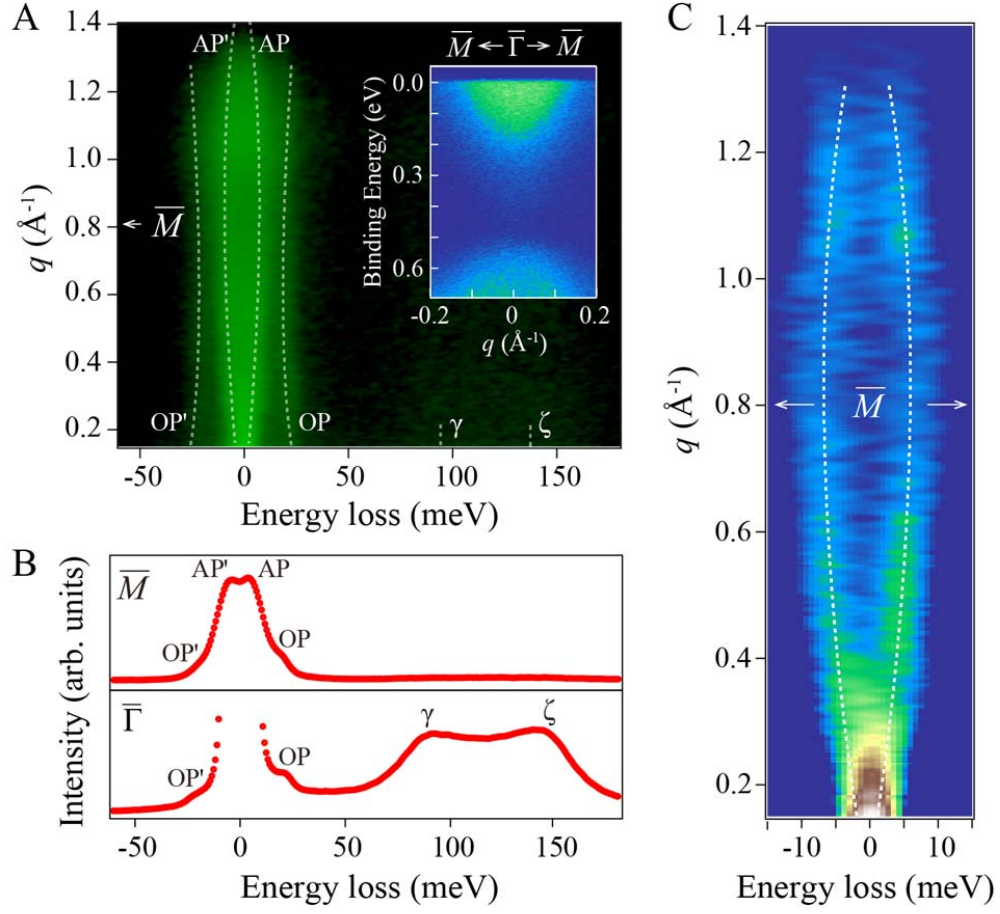 A
1.4
1.2
1.0
0.8
0.6
0.4
0.2
q (Å⁻¹)
← M̅
AP' AP
OP' OP
γ ζ
-50 0 50 100 150
Energy loss (meV)
M̅ ← Γ̅ → M̅
0.0
0.3
0.6
Binding Energy (eV)
-0.2 0 0.2
q (Å⁻¹)
B
M̅
AP' AP
OP' OP
Γ̅
γ ζ
OP' OP
Intensity (arb. units)
-50 0 50 100 150
Energy loss (meV)
C
1.4
1.2
1.0
0.8
0.6
0.4
0.2
q (Å⁻¹)
← M̅ →
-10 0 10
Energy loss (meV)